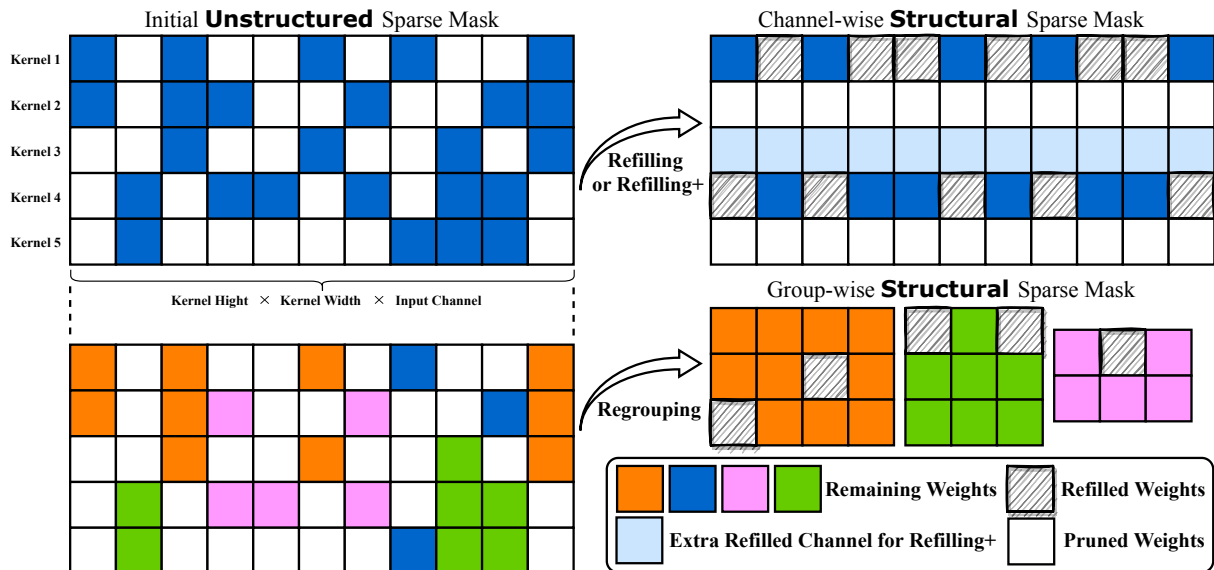 Initial Unstructured Sparse Mask
Kernel 1
Kernel 2
Kernel 3
Kernel 4
Kernel 5
Kernel Hight × Kernel Width × Input Channel
Refilling
or Refilling+
Channel-wise Structural Sparse Mask
Group-wise Structural Sparse Mask
Regrouping
Remaining Weights
Refilled Weights
Extra Refilled Channel for Refilling+
Pruned Weights